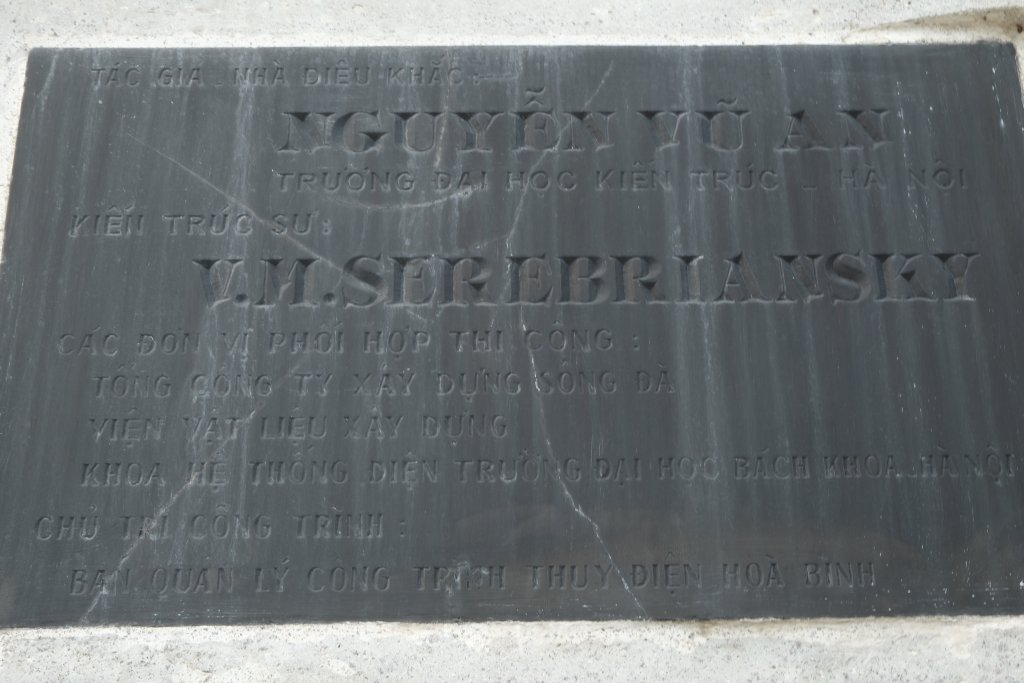 TÁC GIA _ NHÀ ĐIÊU KHẮC :
NGUYỄN VŨ AN
TRƯỜNG ĐẠI HỌC KIẾN TRÚC _ HÀ NỘI
KIẾN TRÚC SƯ :
V.M.SEREBRIANSKY
CÁC ĐƠN VỊ PHỐI HỢP THI CÔNG :
TỔNG CÔNG TY XÂY DỰNG SÔNG ĐÀ
VIỆN VẬT LIỆU XÂY DỰNG
KHOA HỆ THỐNG ĐIỆN TRƯỜNG ĐẠI HỌC BÁCH KHOA _ HÀ NỘI
CHỦ TRÌ CÔNG TRÌNH :
BAN QUẢN LÝ CÔNG TRÌNH THUỶ ĐIỆN HOÀ BÌNH